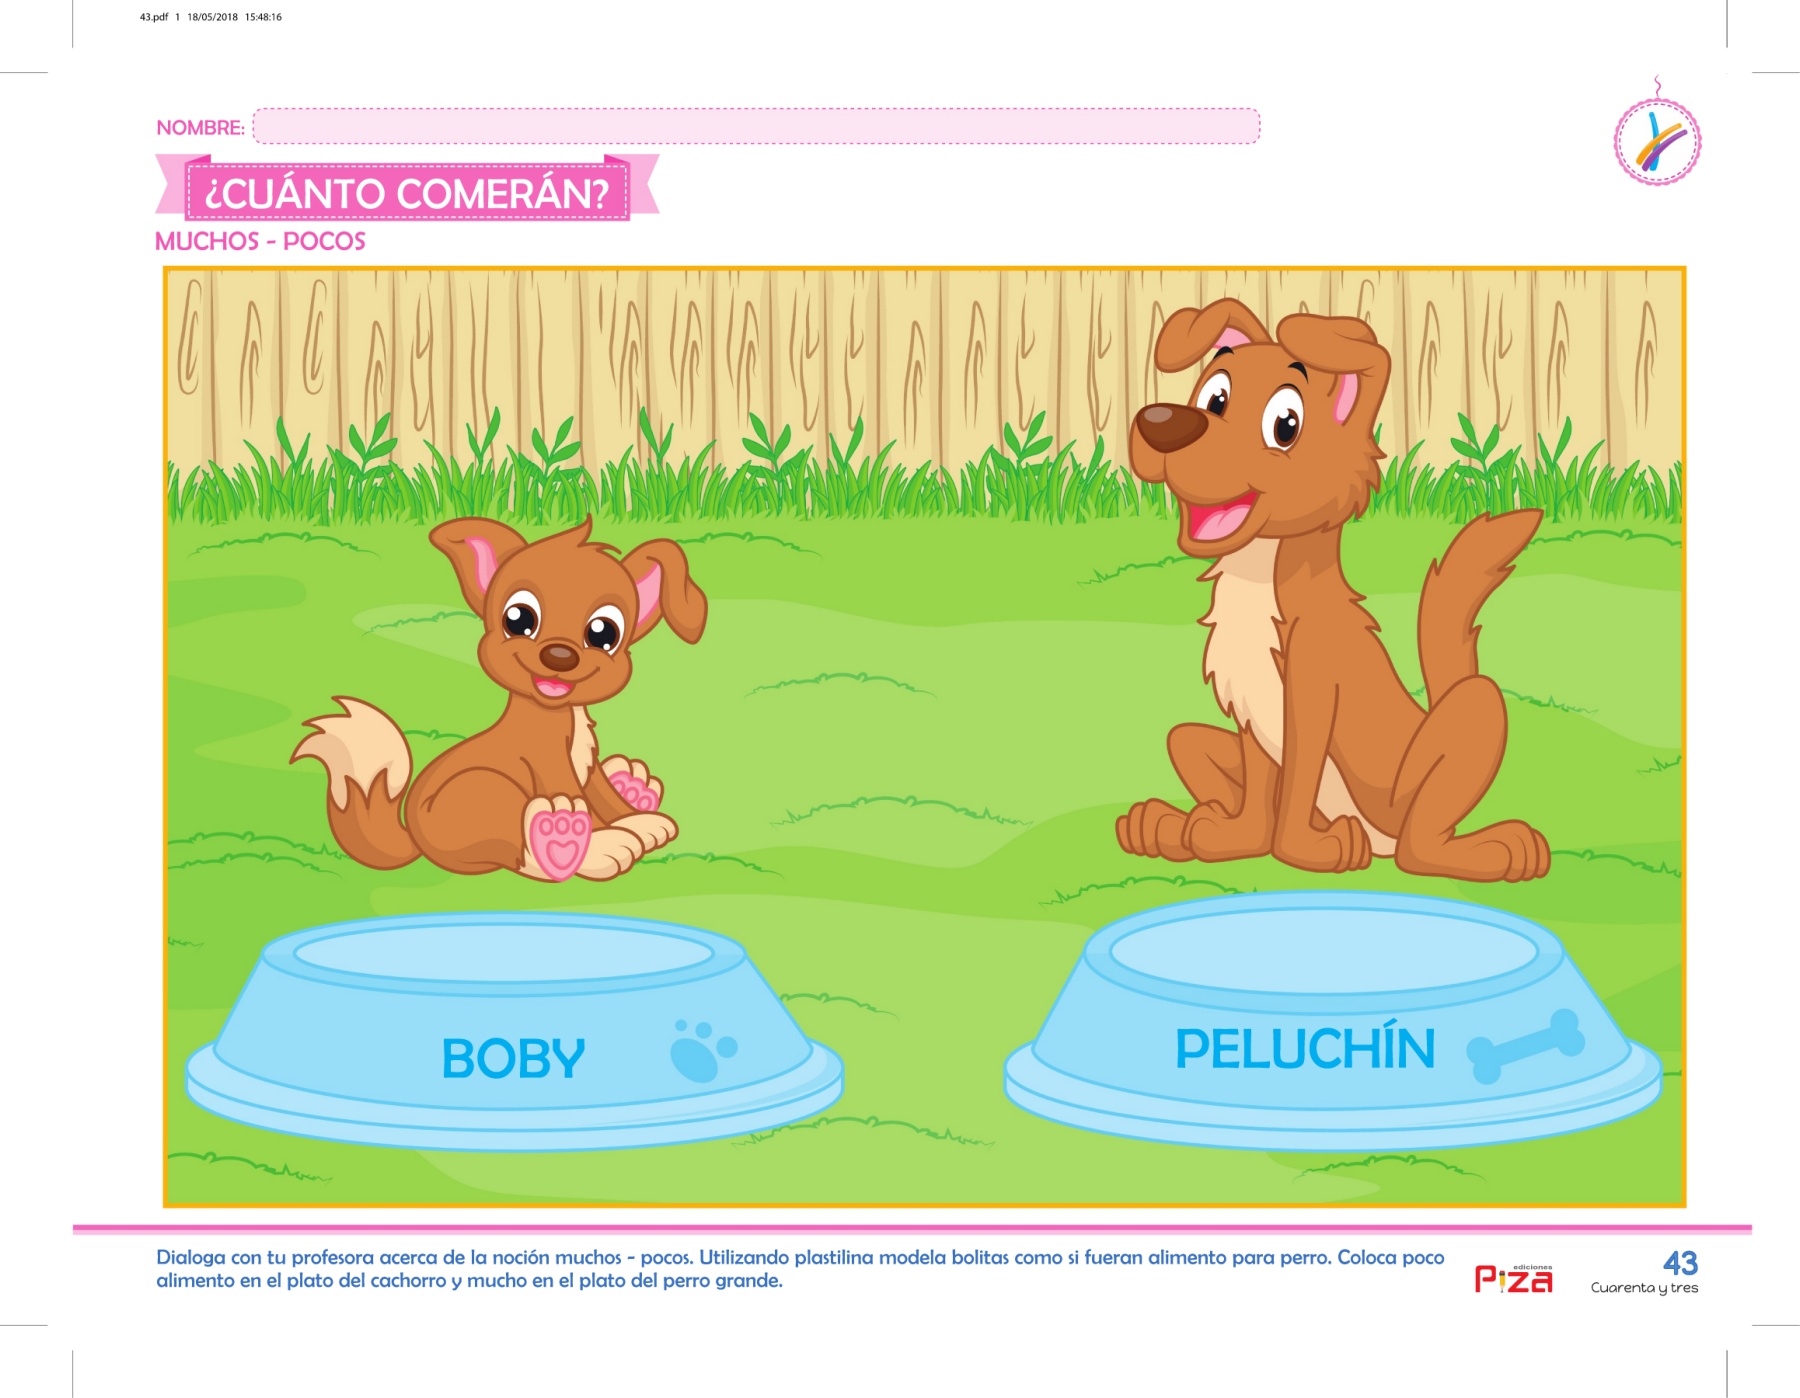 43.pdf 1 18/05/2018 15:48:16
NOMBRE:
¿CUÁNTO COMERÁN?
MUCHOS - POCOS
BOBY
PELUCHÍN
Dialoga con tu profesora acerca de la noción muchos - pocos. Utilizando plastilina modela bolitas como si fueran alimento para perro. Coloca poco
alimento en el plato del cachorro y mucho en el plato del perro grande.
ediciones
Piza
43
Cuarenta y tres